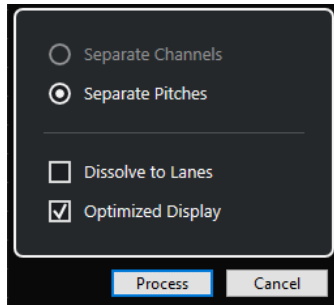 Separate Channels
Separate Pitches
Dissolve to Lanes
Optimized Display
Process Cancel